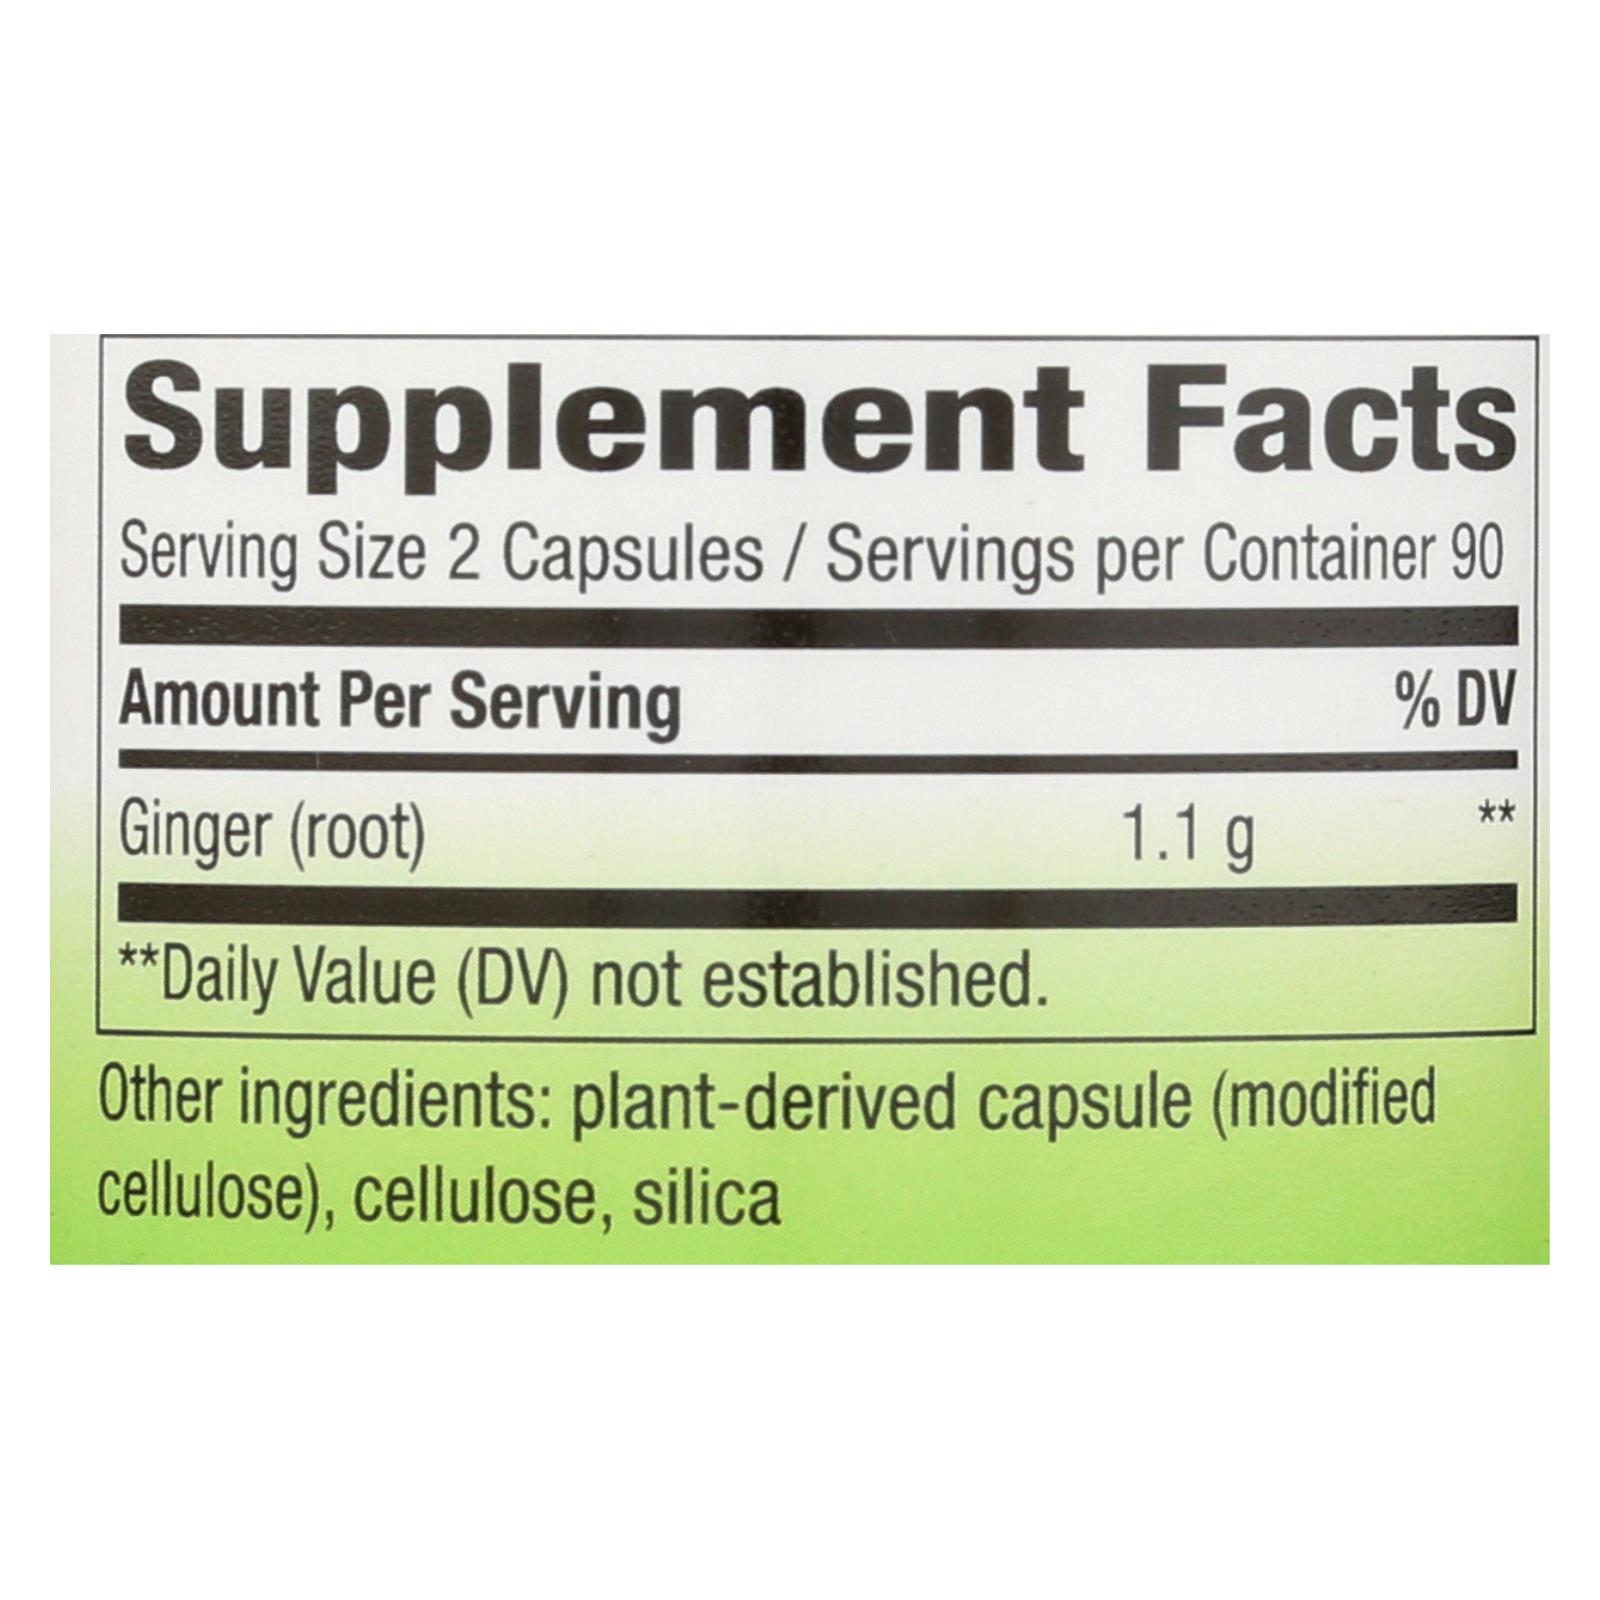 Supplement Facts
Serving Size 2 Capsules / Servings per Container 90
Amount Per Serving % DV
Ginger (root) 1.1 g **
**Daily Value (DV) not established.
Other ingredients: plant-derived capsule (modified
cellulose), cellulose, silica